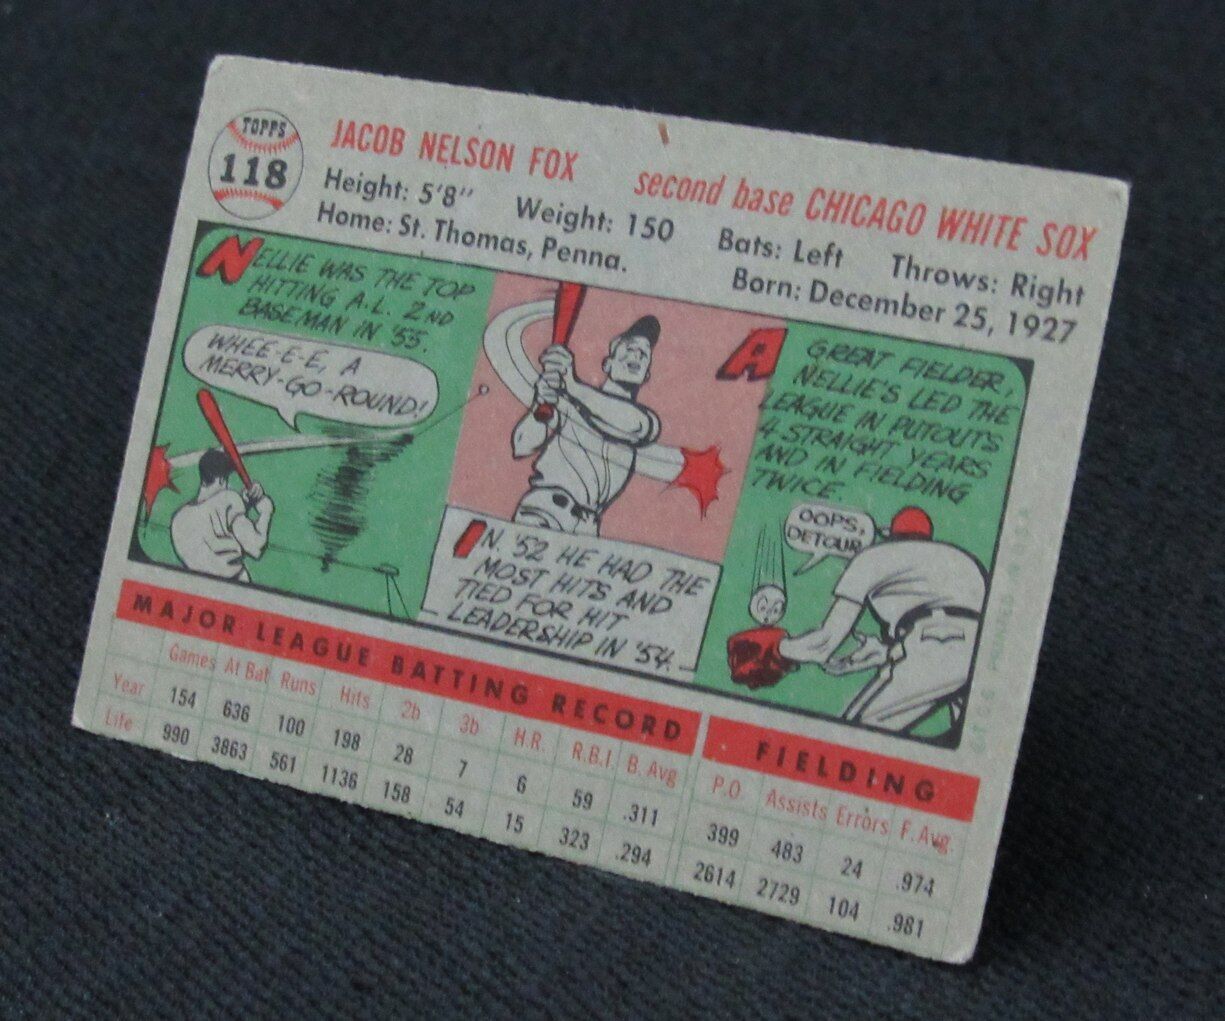 TOPPS
118
JACOB NELSON FOX second base CHICAGO WHITE SOX
Height: 5'8" Weight: 150 Bats: Left Throws: Right
Home: St. Thomas, Penna. Born: December 25, 1927
NELLIE WAS THE TOP
HITTING A.L. 2ND
BASEMAN IN '55.
WHEE-E-E, A
MERRY-GO-ROUND!
IN '52 HE HAD THE
MOST HITS AND
TIED FOR HIT
LEADERSHIP IN '54.
A GREAT FIELDER,
NELLIE'S LED THE
LEAGUE IN PUTOUTS
4 STRAIGHT YEARS
AND IN FIELDING
TWICE.
OOPS,
DETOUR
MAJOR LEAGUE BATTING RECORD FIELDING
Games At Bat Runs Hits 2b 3b H.R. R.B.I. B. Avg P.O Assists Errors F. Avg.
Year 154 636 100 198 28 7 6 59 .311 399 483 24 .974
Life 990 3863 561 1136 158 54 15 323 .294 2614 2729 104 .981
PRINTED IN U.S.A.